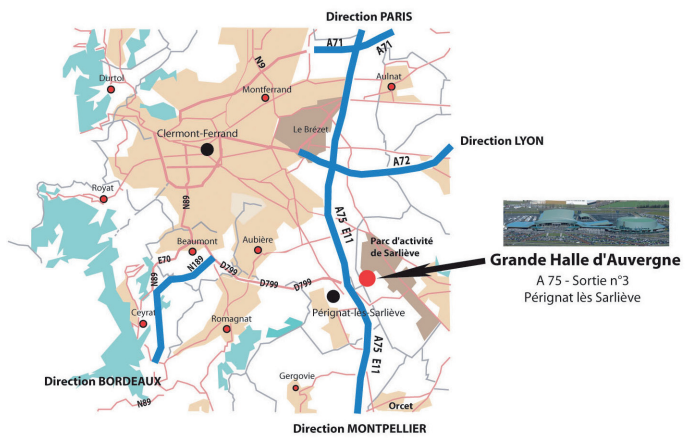 Direction PARIS
A71
A71
N9
Durtol
Aulnat
Montferrand
Le Brézet
Clermont-Ferrand
Direction LYON
A72
Royat
N89
A75 E11
Parc d'activité
de Sarliève
Beaumont
Aubière
E70
N189
N89
D799
D799
D799
Grande Halle d'Auvergne
A 75 - Sortie n°3
Pérignat lès Sarliève
Ceyrat
Romagnat
Pérignat-lès-Sarliève
A75 E11
Gergovie
Direction BORDEAUX
N89
Orcet
Direction MONTPELLIER